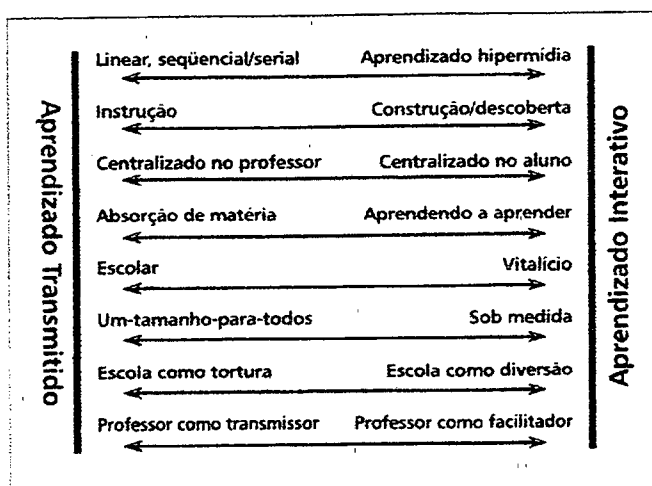 Aprendizado Transmitido
Linear, seqüencial/serial Aprendizado hipermídia
Instrução Construção/descoberta
Centralizado no professor Centralizado no aluno
Absorção de matéria Aprendendo a aprender
Escolar Vitalício
Um-tamanho-para-todos Sob medida
Escola como tortura Escola como diversão
Professor como transmissor Professor como facilitador
Aprendizado Interativo